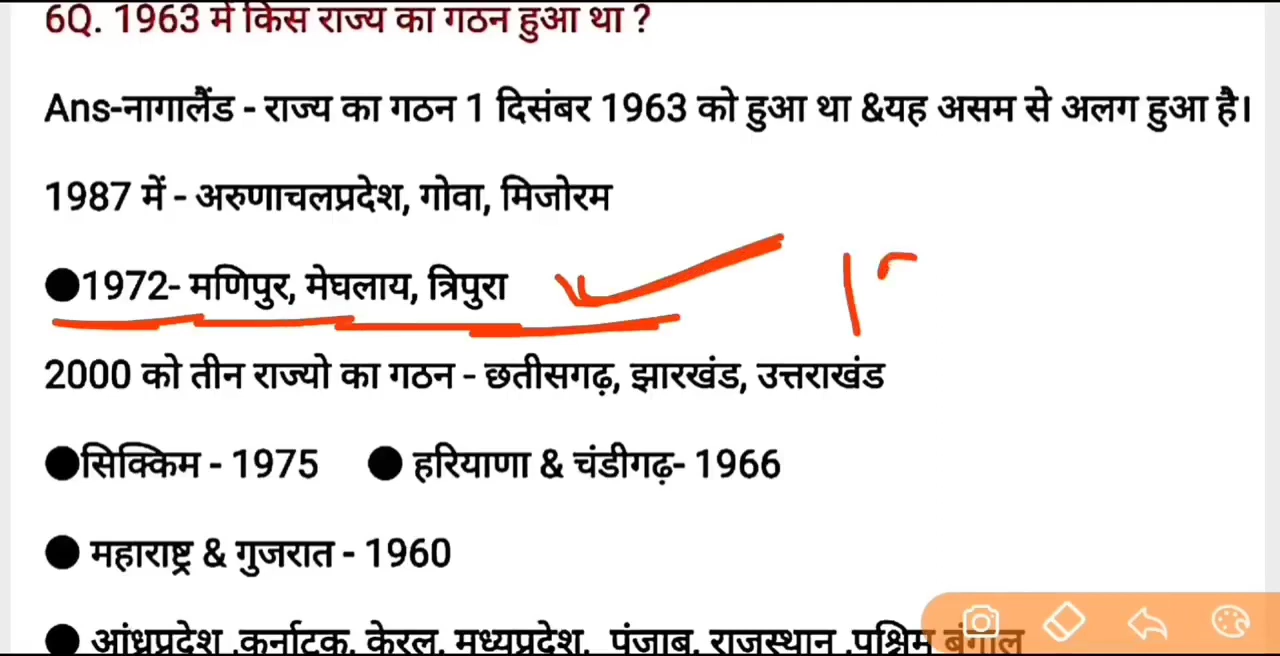 6Q. 1963 में किस राज्य का गठन हुआ था ?
Ans-नागालैंड - राज्य का गठन 1 दिसंबर 1963 को हुआ था &यह असम से अलग हुआ है।
1987 में - अरुणाचलप्रदेश, गोवा, मिजोरम
●1972- मणिपुर, मेघलाय, त्रिपुरा
2000 को तीन राज्यो का गठन - छतीसगढ़, झारखंड, उत्तराखंड
●सिक्किम - 1975 ● हरियाणा & चंडीगढ़- 1966
● महाराष्ट्र & गुजरात - 1960
● आंध्रप्रदेश ,कर्नाटक, केरल, मध्यप्रदेश, पंजाब, राजस्थान ,पश्चिम बंगाल